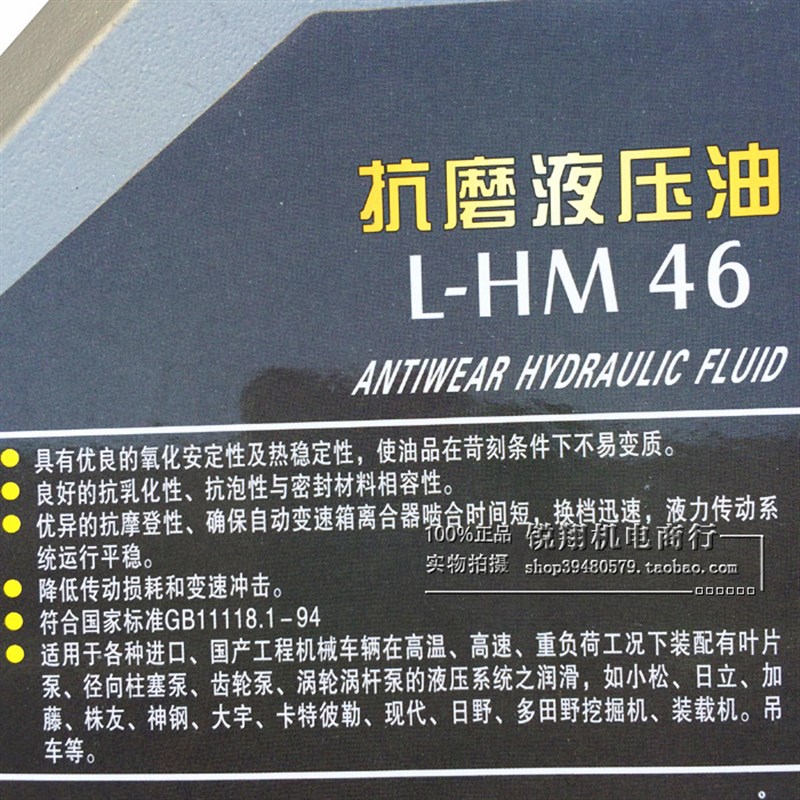 抗磨液压油
L-HM 46
ANTIWEAR HYDRAULIC FLUID
具有优良的氧化安定性及热稳定性，使油品在苛刻条件下不易变质。
良好的抗乳化性、抗泡性与密封材料相容性。
优异的抗摩登性、确保自动变速箱离合器啮合时间短，换档迅速，液力传动系
统运行平稳。
100%正品 锐翔机电商行
实物拍摄 shop39480579.taobao.com
降低传动损耗和变速冲击。
符合国家标准GB11118.1-94
适用于各种进口、国产工程机械车辆在高温、高速、重负荷工况下装配有叶片
泵、径向柱塞泵、齿轮泵、涡轮涡杆泵的液压系统之润滑，如小松、日立、加
藤、株友、神钢、大宇、卡特彼勒、现代、日野、多田野挖掘机、装载机。吊
车等。